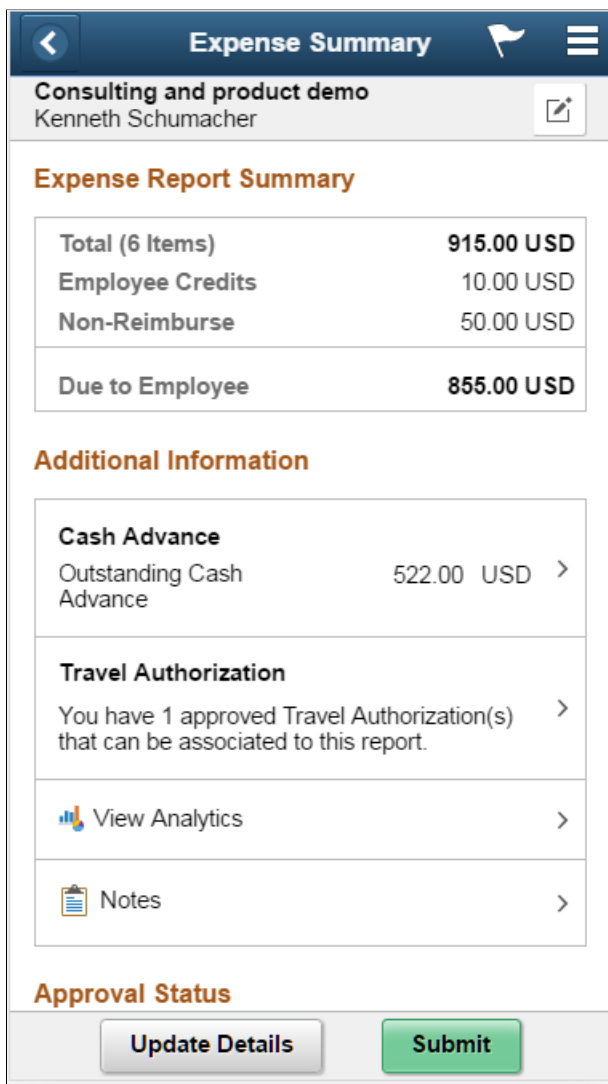 Expense Summary
Consulting and product demo
Kenneth Schumacher
Expense Report Summary
Total (6 Items) 915.00 USD
Employee Credits 10.00 USD
Non-Reimburse 50.00 USD
Due to Employee 855.00 USD
Additional Information
Cash Advance
Outstanding Cash 522.00 USD
Advance
Travel Authorization
You have 1 approved Travel Authorization(s)
that can be associated to this report.
View Analytics
Notes
Approval Status
Update Details Submit